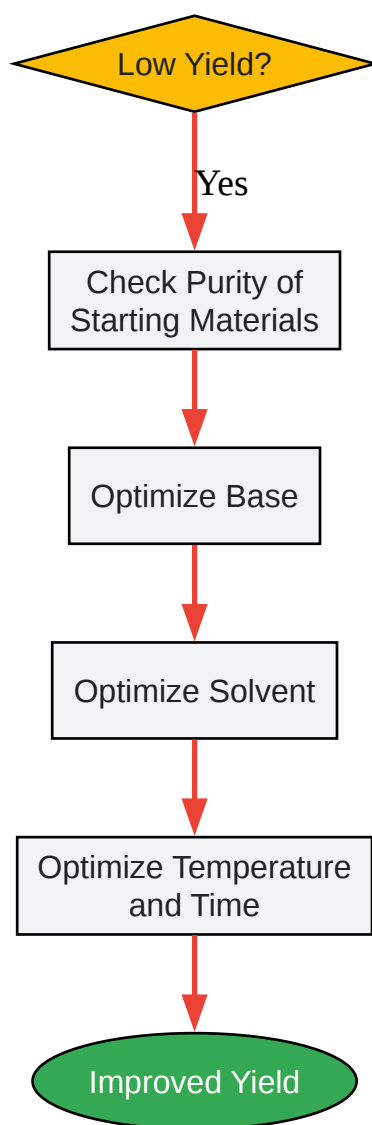 Low Yield?
Yes
Check Purity of
Starting Materials
Optimize Base
Optimize Solvent
Optimize Temperature
and Time
Improved Yield